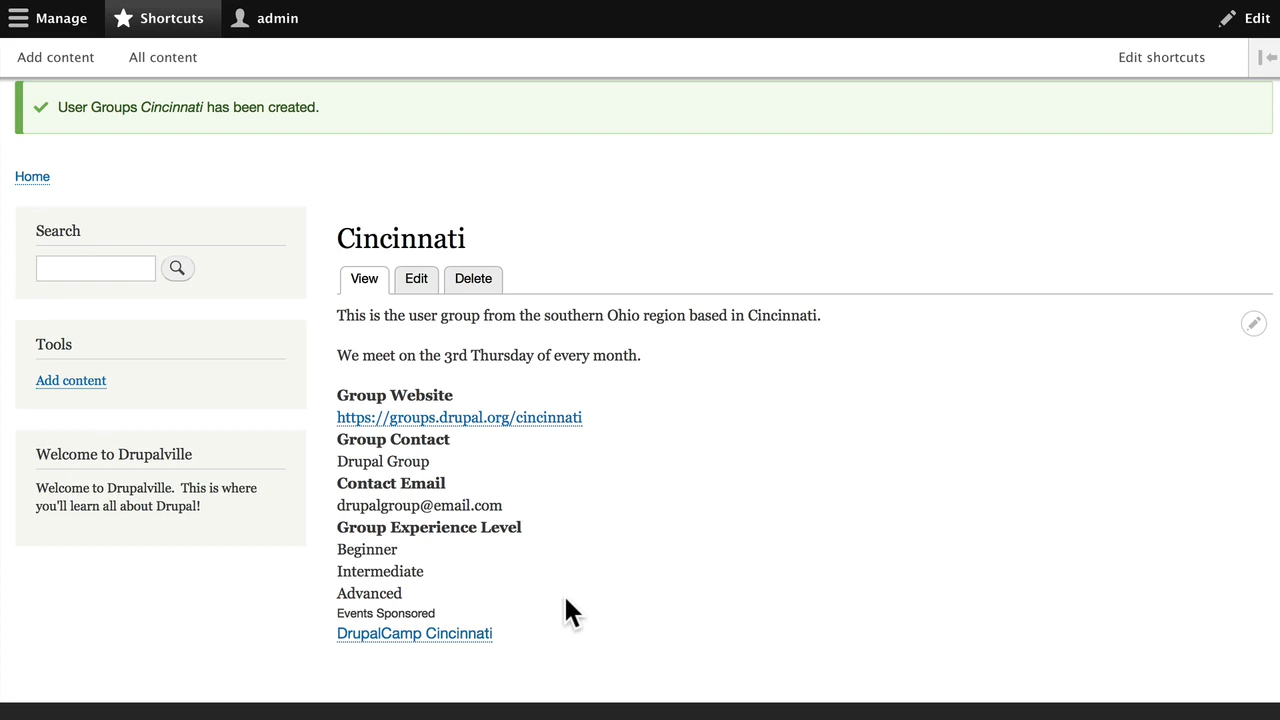 Manage
Shortcuts
admin
Edit
Add content
All content
Edit shortcuts
User Groups Cincinnati has been created.
Home
Search
Tools
Add content
Welcome to Drupalville
Welcome to Drupalville.  This is where
you'll learn all about Drupal!
Cincinnati
View
Edit
Delete
This is the user group from the southern Ohio region based in Cincinnati.
We meet on the 3rd Thursday of every month.
Group Website
https://groups.drupal.org/cincinnati
Group Contact
Drupal Group
Contact Email
drupalgroup@email.com
Group Experience Level
Beginner
Intermediate
Advanced
Events Sponsored
DrupalCamp Cincinnati